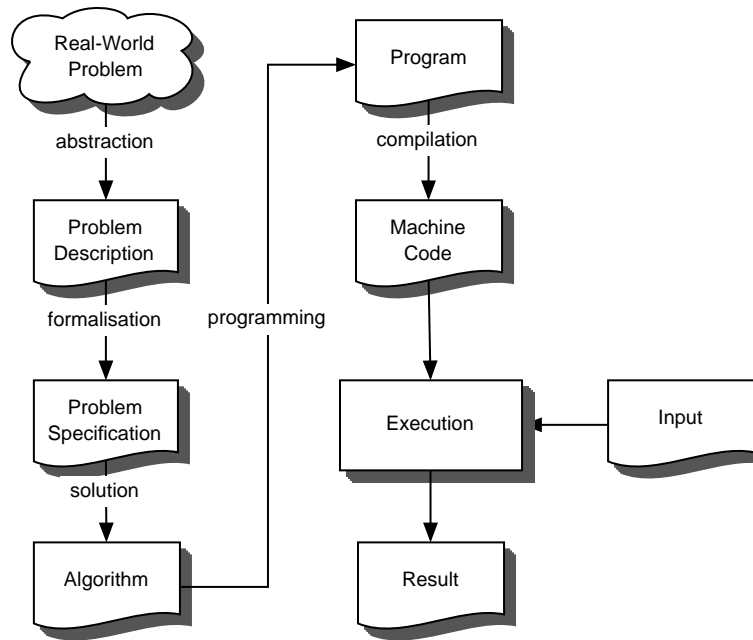 Real-World
Problem
abstraction
Problem
Description
formalisation
Problem
Specification
solution
Algorithm
programming
Program
compilation
Machine
Code
Execution
Input
Result